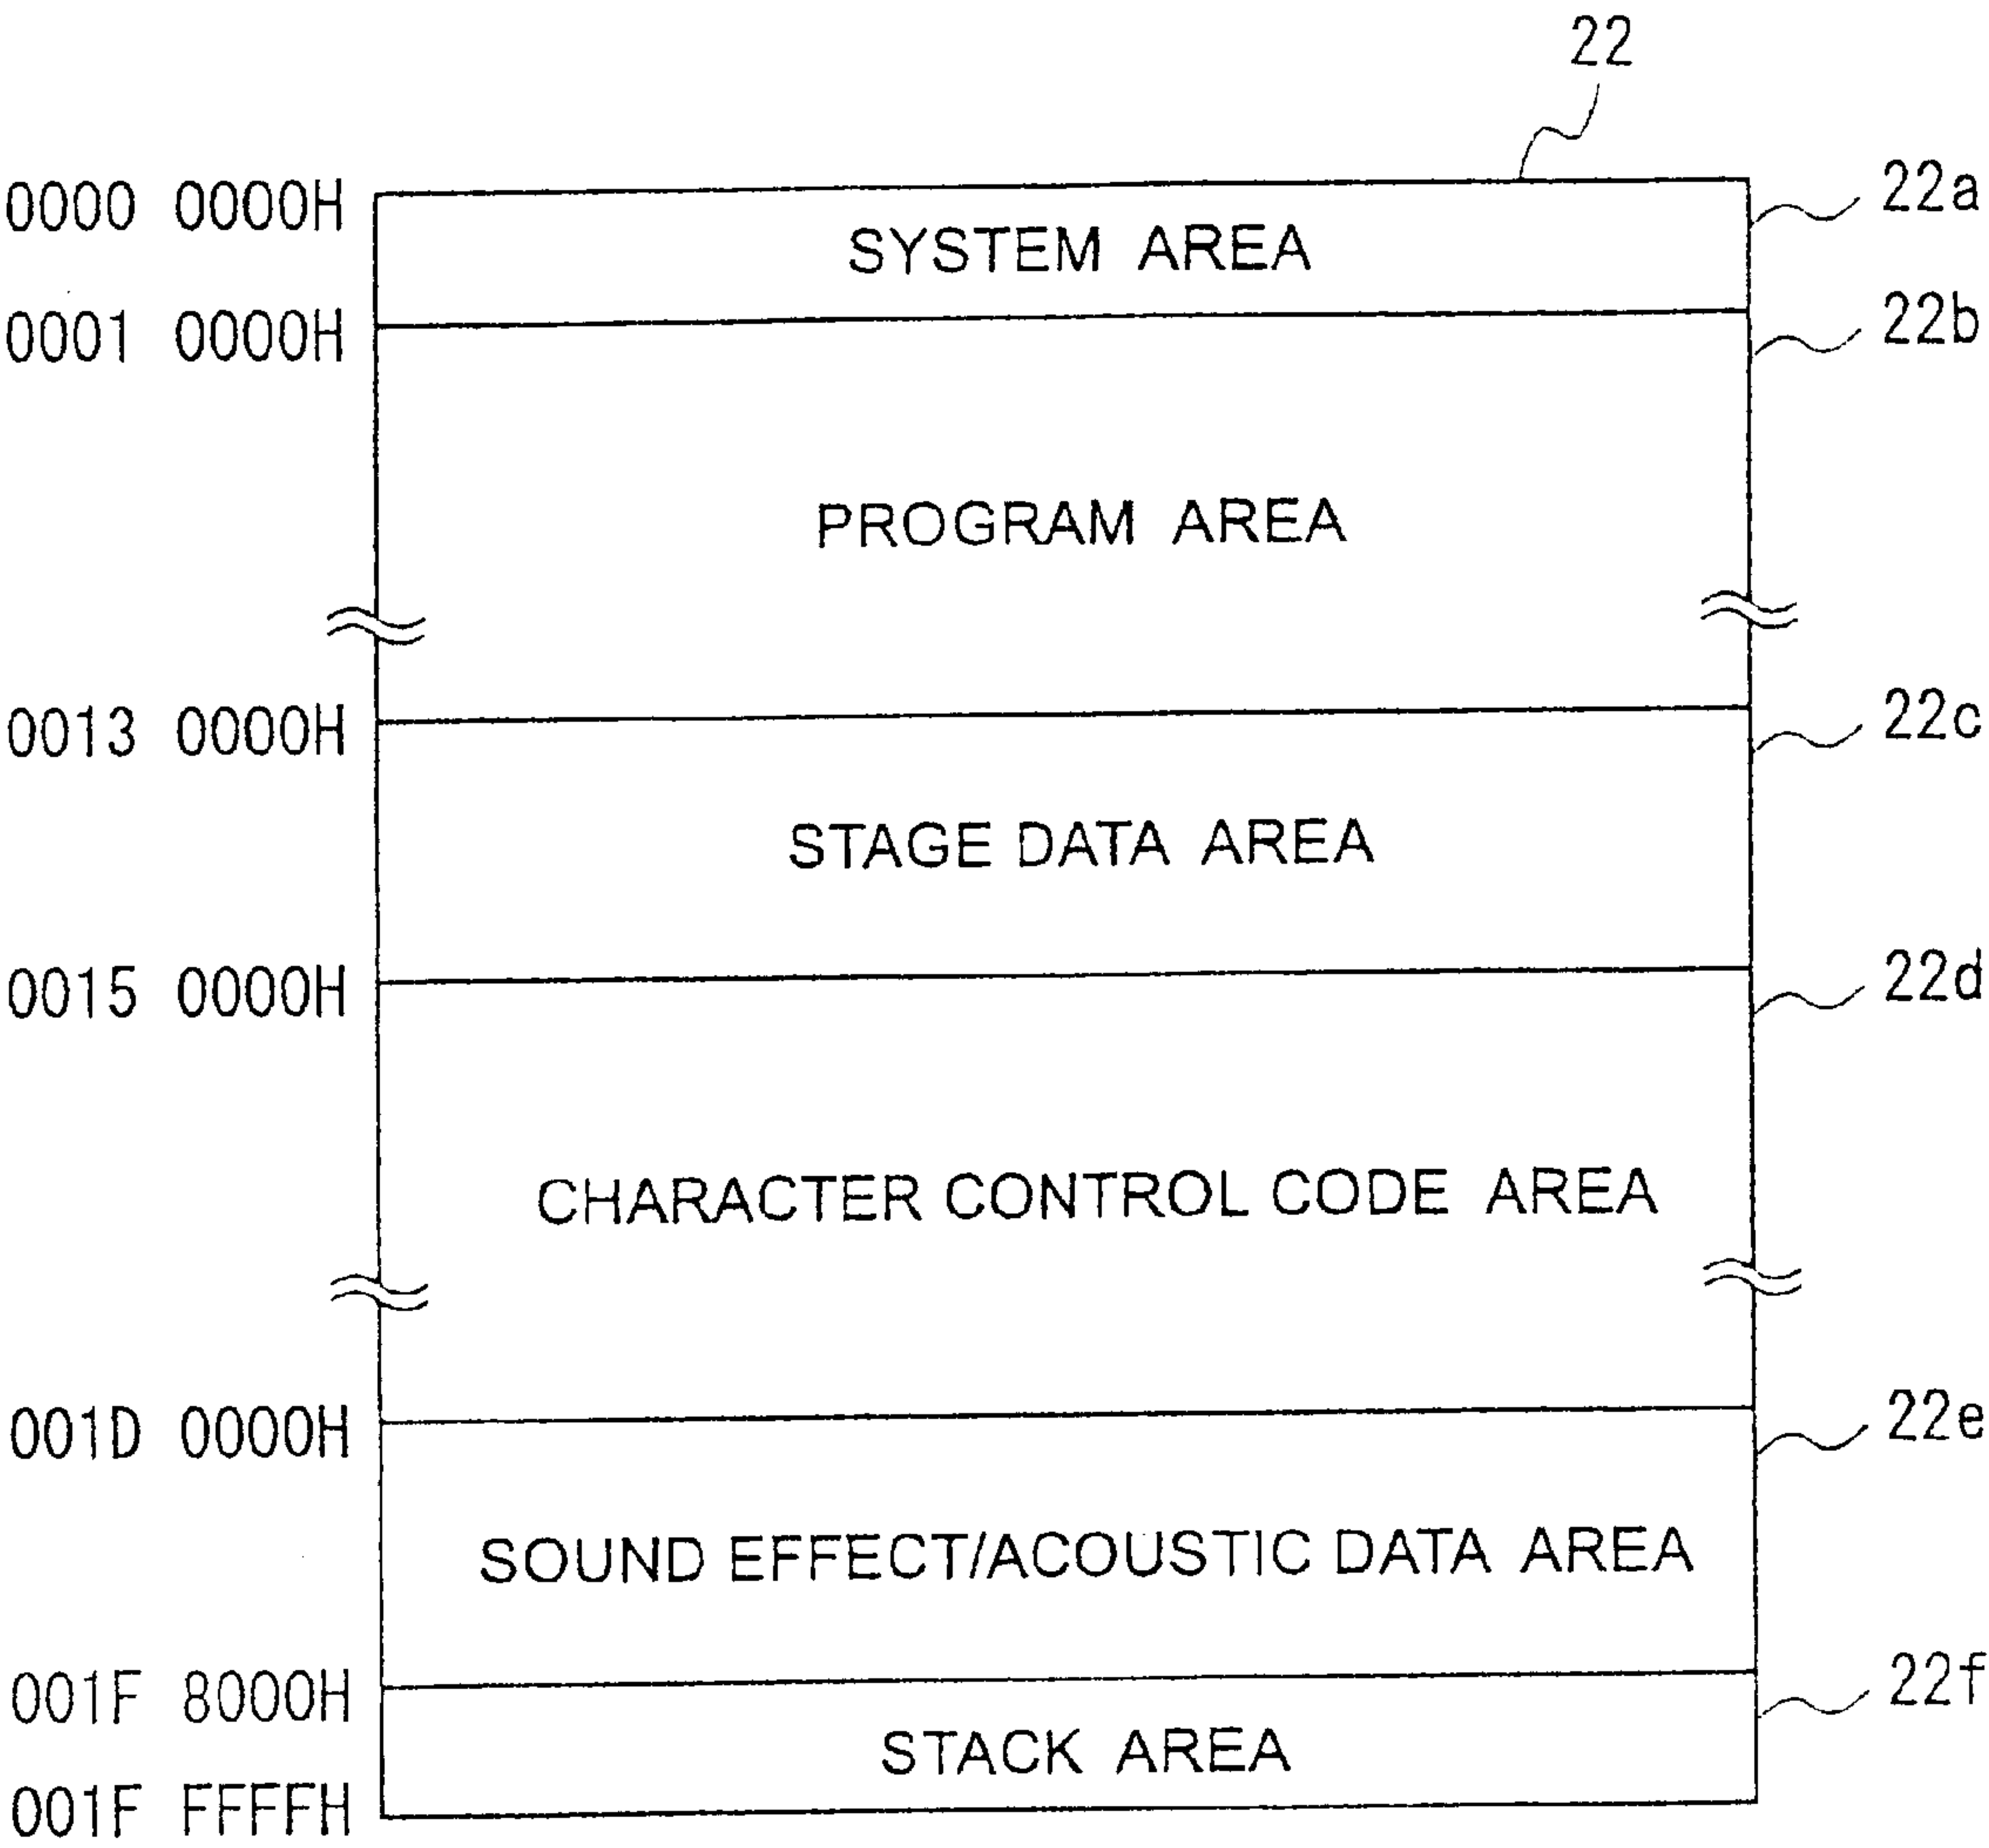 22
0000 0000H
SYSTEM AREA
22a
0001 0000H
22b
PROGRAM AREA
0013 0000H
22c
STAGE DATA AREA
0015 0000H
22d
CHARACTER CONTROL CODE AREA
001D 0000H
22e
SOUND EFFECT/ACOUSTIC DATA AREA
001F 8000H
22f
STACK AREA
001F FFFFH